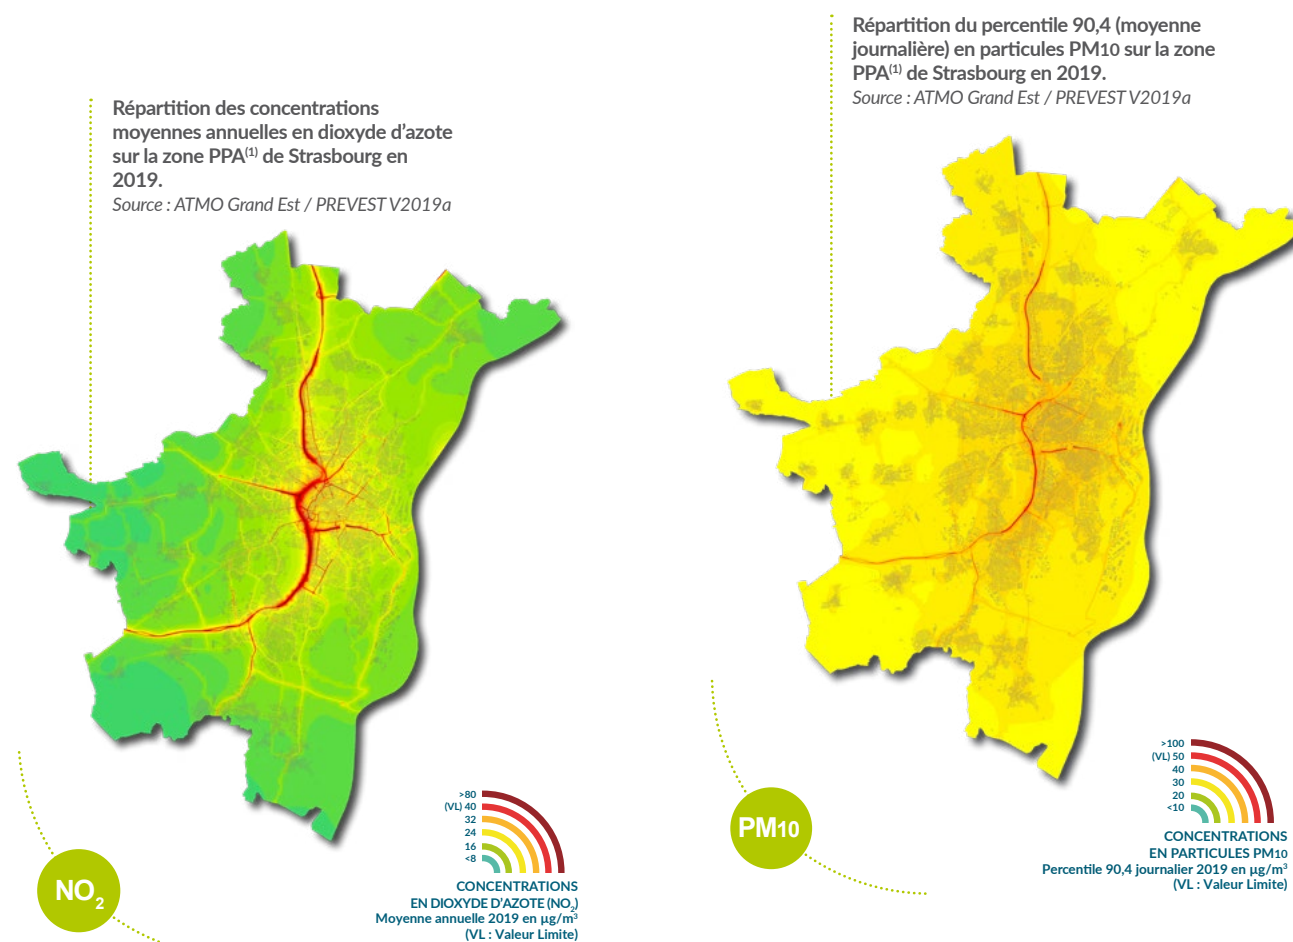 Répartition des concentrations
moyennes annuelles en dioxyde d'azote
sur la zone PPA(1) de Strasbourg en
2019.
Source : ATMO Grand Est / PREVEST V2019a
>80
(VL) 40
32
24
16
<8
CONCENTRATIONS
EN DIOXYDE D'AZOTE (NO2)
Moyenne annuelle 2019 en µg/m3
(VL : Valeur Limite)
NO2
Répartition du percentile 90,4 (moyenne
journalière) en particules PM10 sur la zone
PPA(1) de Strasbourg en 2019.
Source : ATMO Grand Est / PREVEST V2019a
>100
(VL) 50
40
30
20
<10
CONCENTRATIONS
EN PARTICULES PM10
Percentile 90,4 journalier 2019 en µg/m3
(VL : Valeur Limite)
PM10